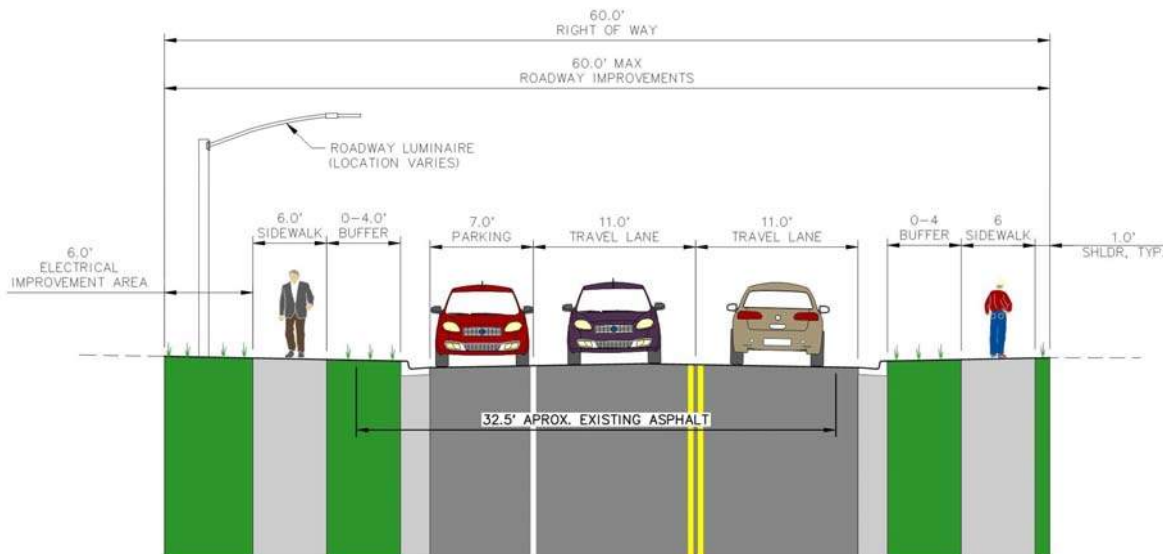 60.0'
RIGHT OF WAY
60.0' MAX
ROADWAY IMPROVEMENTS
ROADWAY LUMINAIRE
(LOCATION VARIES)
6.0'
ELECTRICAL
IMPROVEMENT AREA
6.0'
SIDEWALK
0-4.0'
BUFFER
7.0'
PARKING
11.0'
TRAVEL LANE
11.0'
TRAVEL LANE
0-4
BUFFER
6
SIDEWALK
1.0'
SHLDR, TYP.
32.5' APROX. EXISTING ASPHALT